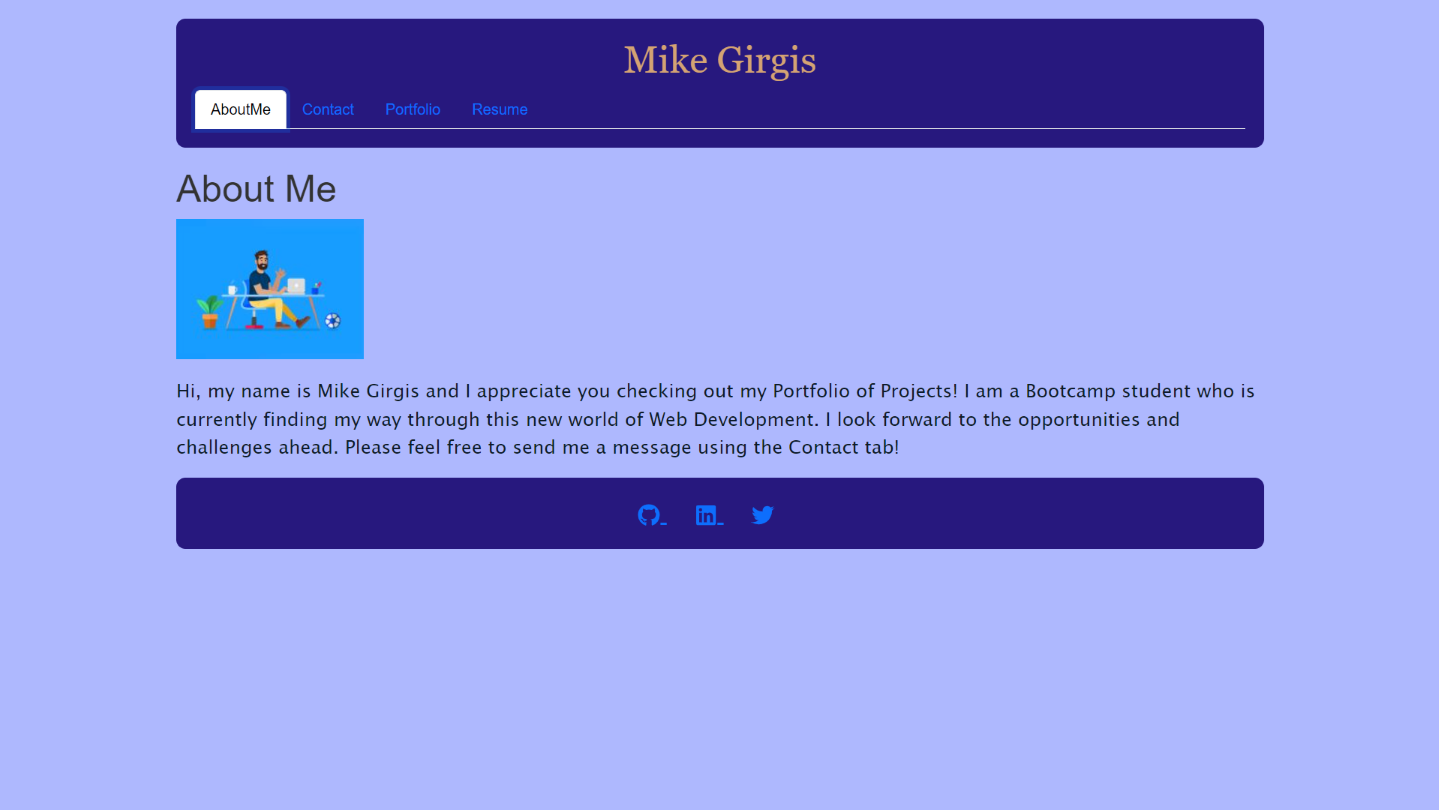 Mike Girgis
AboutMe Contact Portfolio Resume
About Me
Hi, my name is Mike Girgis and I appreciate you checking out my Portfolio of Projects! I am a Bootcamp student who is
currently finding my way through this new world of Web Development. I look forward to the opportunities and
challenges ahead. Please feel free to send me a message using the Contact tab!